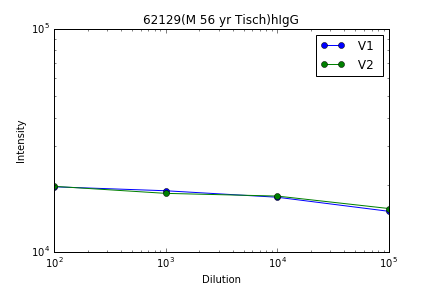 62129(M 56 yr Tisch)hIgG
10^5
V1
V2
Intensity
10^4
10^2
10^3
10^4
10^5
Dilution